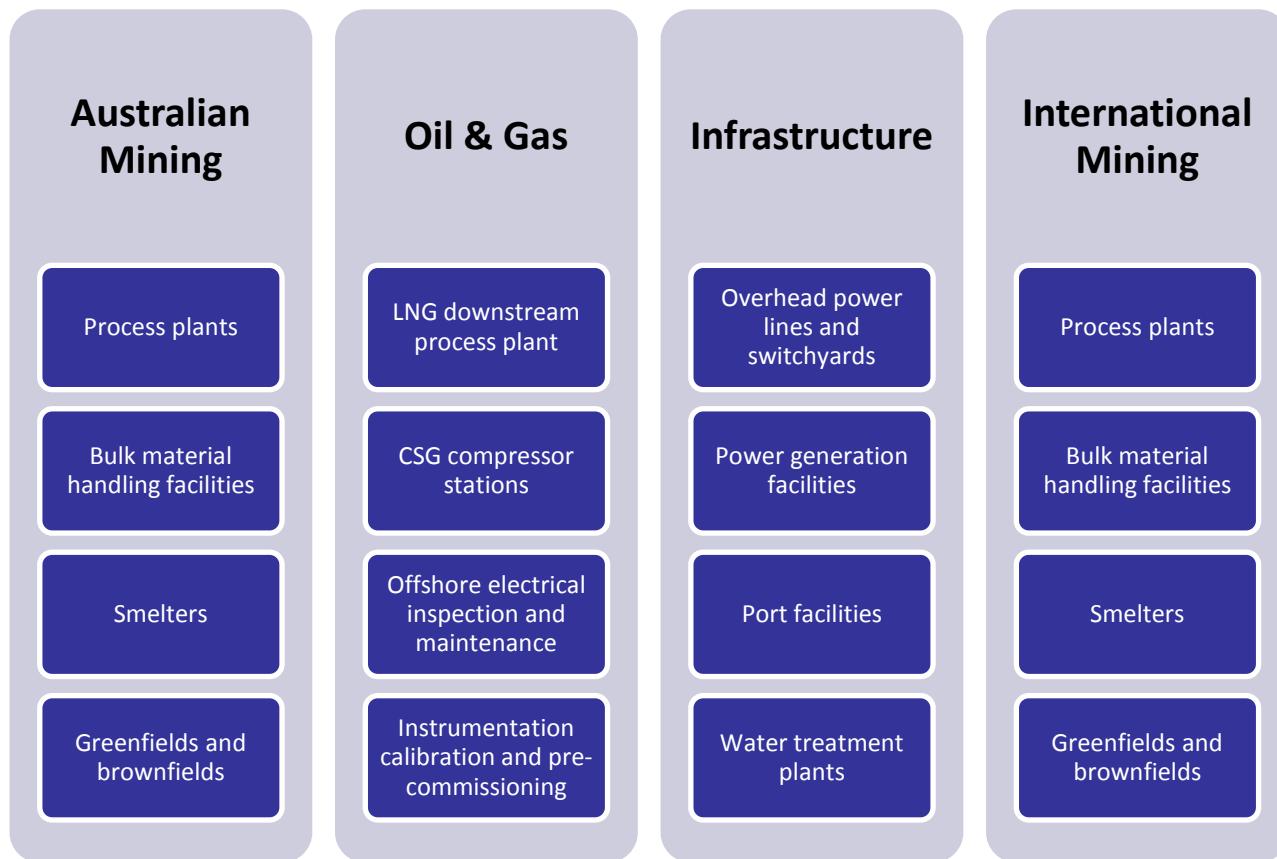 Australian
Mining
Process plants
Bulk material
handling facilities
Smelters
Greenfields and
brownfields
Oil & Gas
LNG downstream
process plant
CSG compressor
stations
Offshore electrical
inspection and
maintenance
Instrumentation
calibration and pre-
commissioning
Infrastructure
Overhead power
lines and
switchyards
Power generation
facilities
Port facilities
Water treatment
plants
International
Mining
Process plants
Bulk material
handling facilities
Smelters
Greenfields and
brownfields